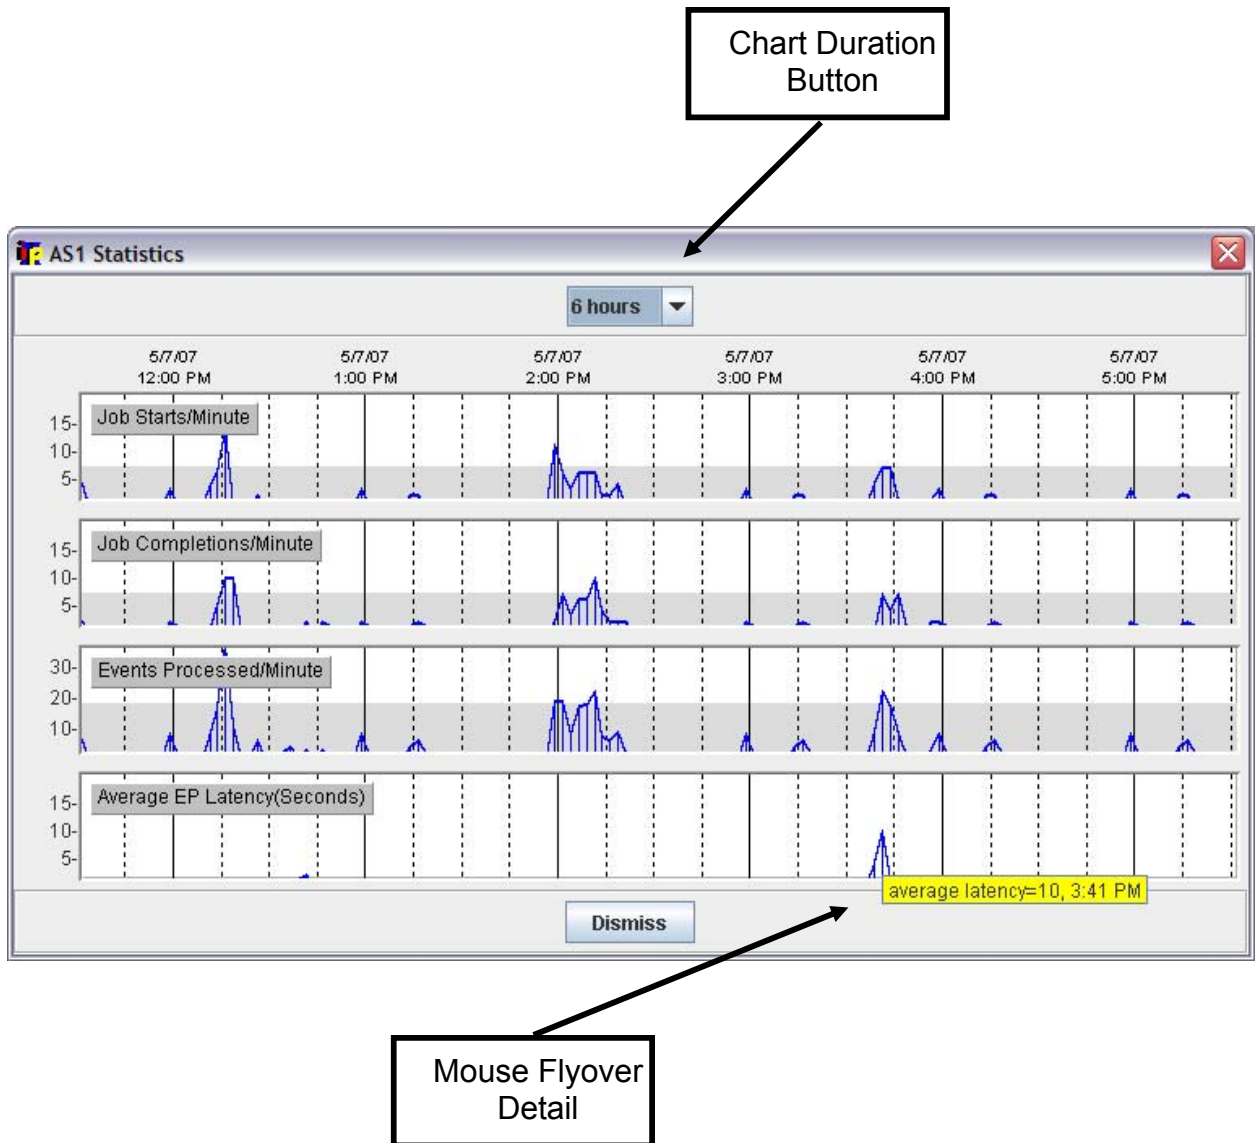 Chart Duration
Button
AS1 Statistics
6 hours
5/7/07 5/7/07 5/7/07 5/7/07 5/7/07 5/7/07
12:00 PM 1:00 PM 2:00 PM 3:00 PM 4:00 PM 5:00 PM
Job Starts/Minute
15-
10-
5-
Job Completions/Minute
15-
10-
5-
Events Processed/Minute
30-
20-
10-
Average EP Latency(Seconds)
15-
10-
5-
average latency=10, 3:41 PM
Dismiss
Mouse Flyover
Detail